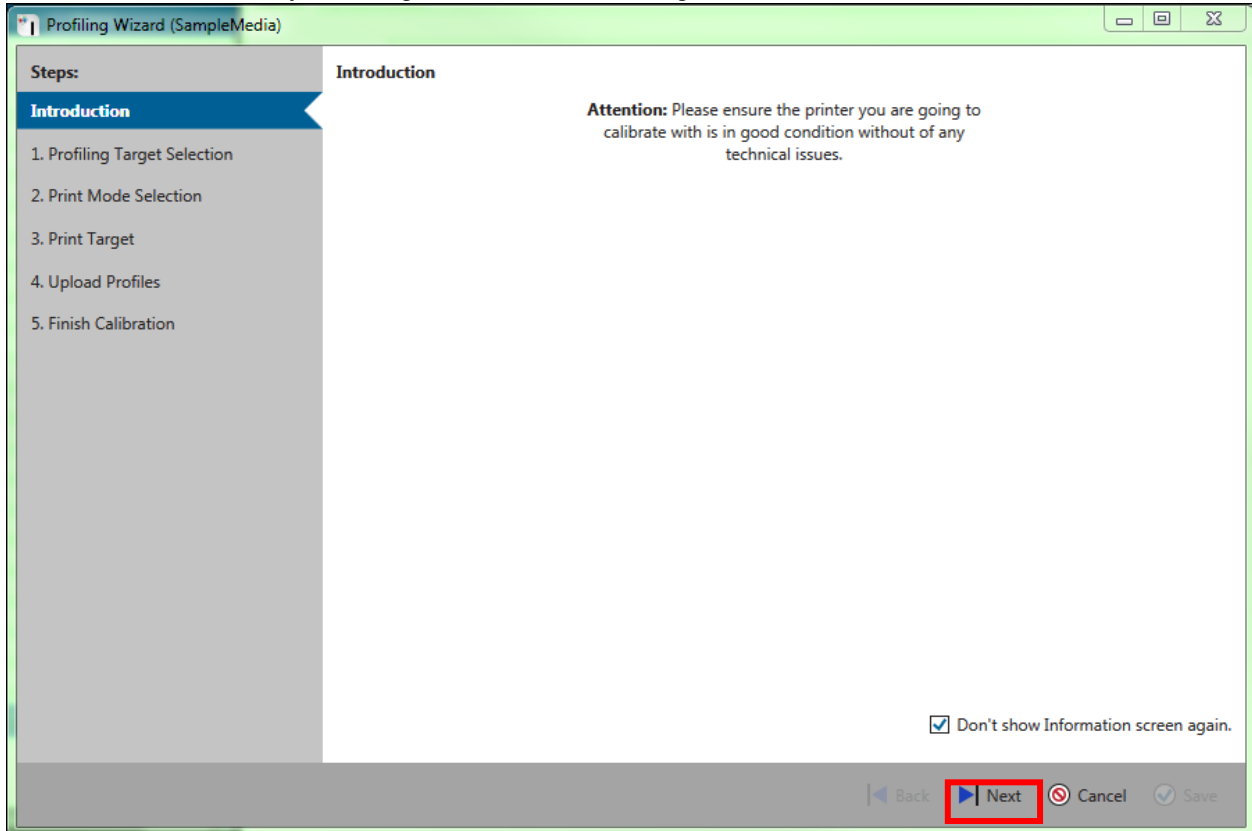 Profiling Wizard (SampleMedia)
Steps:
Introduction
1. Profiling Target Selection
2. Print Mode Selection
3. Print Target
4. Upload Profiles
5. Finish Calibration
Introduction
Attention: Please ensure the printer you are going to
calibrate with is in good condition without of any
technical issues.
Don't show Information screen again.
Back Next Cancel Save